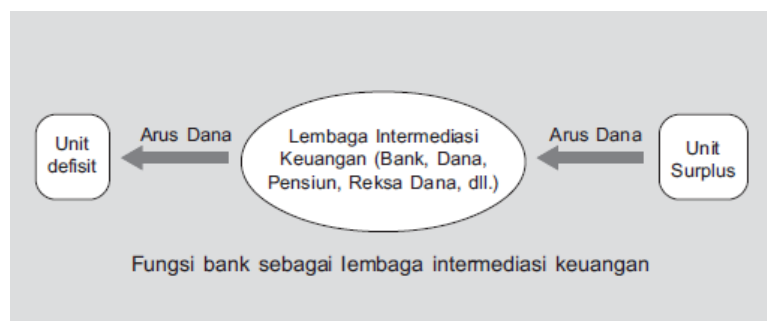 Unit
defisit
Arus Dana
Lembaga Intermediasi
Keuangan (Bank, Dana,
Pensiun, Reksa Dana, dll.)
Arus Dana
Unit
Surplus
Fungsi bank sebagai lembaga intermediasi keuangan